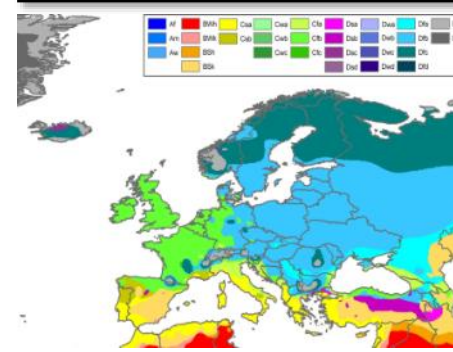 Af BWh Csa Cwa Cfa Dsa Dwa Dfa
Am BWk Csb Cwb Cfb Dsb Dwb Dfb
Aw BSh Cwc Cfc Dsc Dwc Dfc
BSk Dsd Dwd Dfd